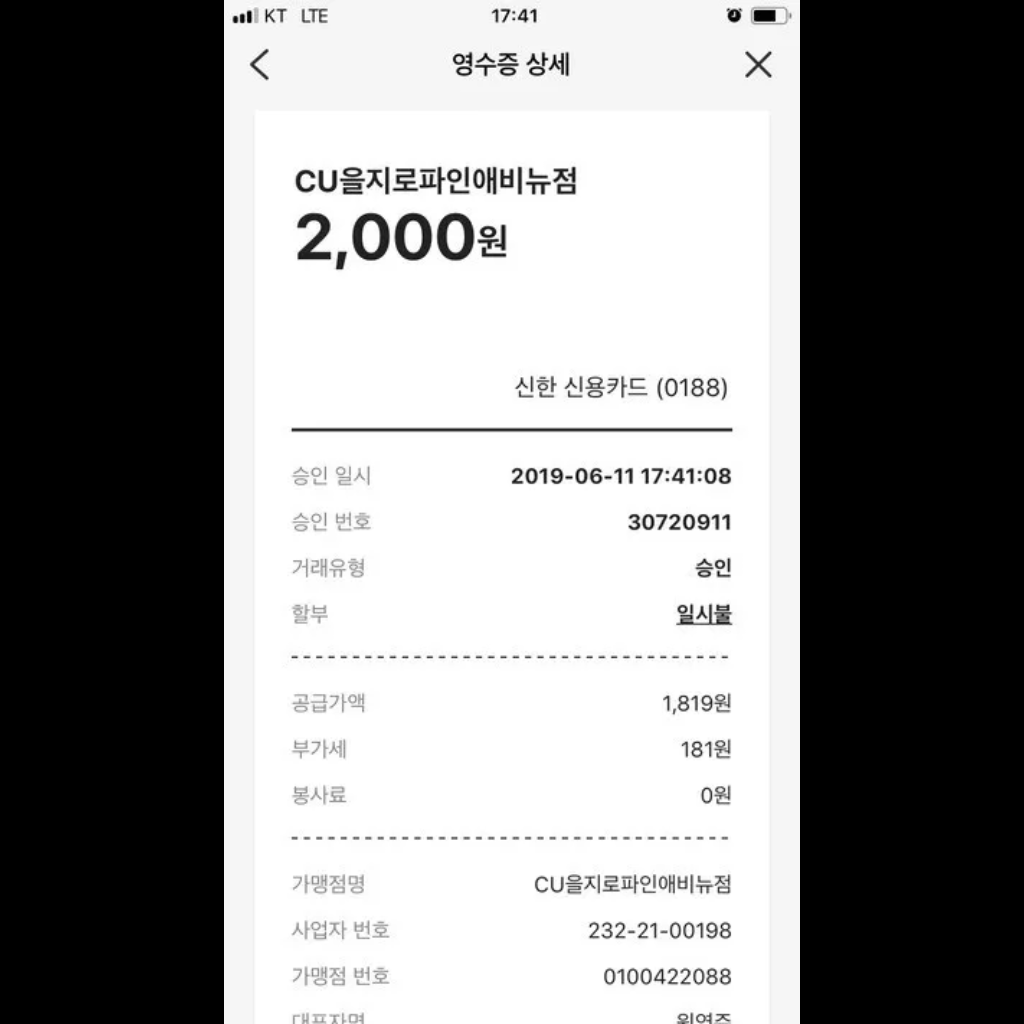 KT LTE 17:41
영수증 상세
CU을지로파인애비뉴점
2,000원
신한 신용카드 (0188)
승인 일시 2019-06-11 17:41:08
승인 번호 30720911
거래유형 승인
할부 일시불
공급가액 1,819원
부가세 181원
봉사료 0원
가맹점명 CU을지로파인애비뉴점
사업자 번호 232-21-00198
가맹점 번호 0100422088
대표자명